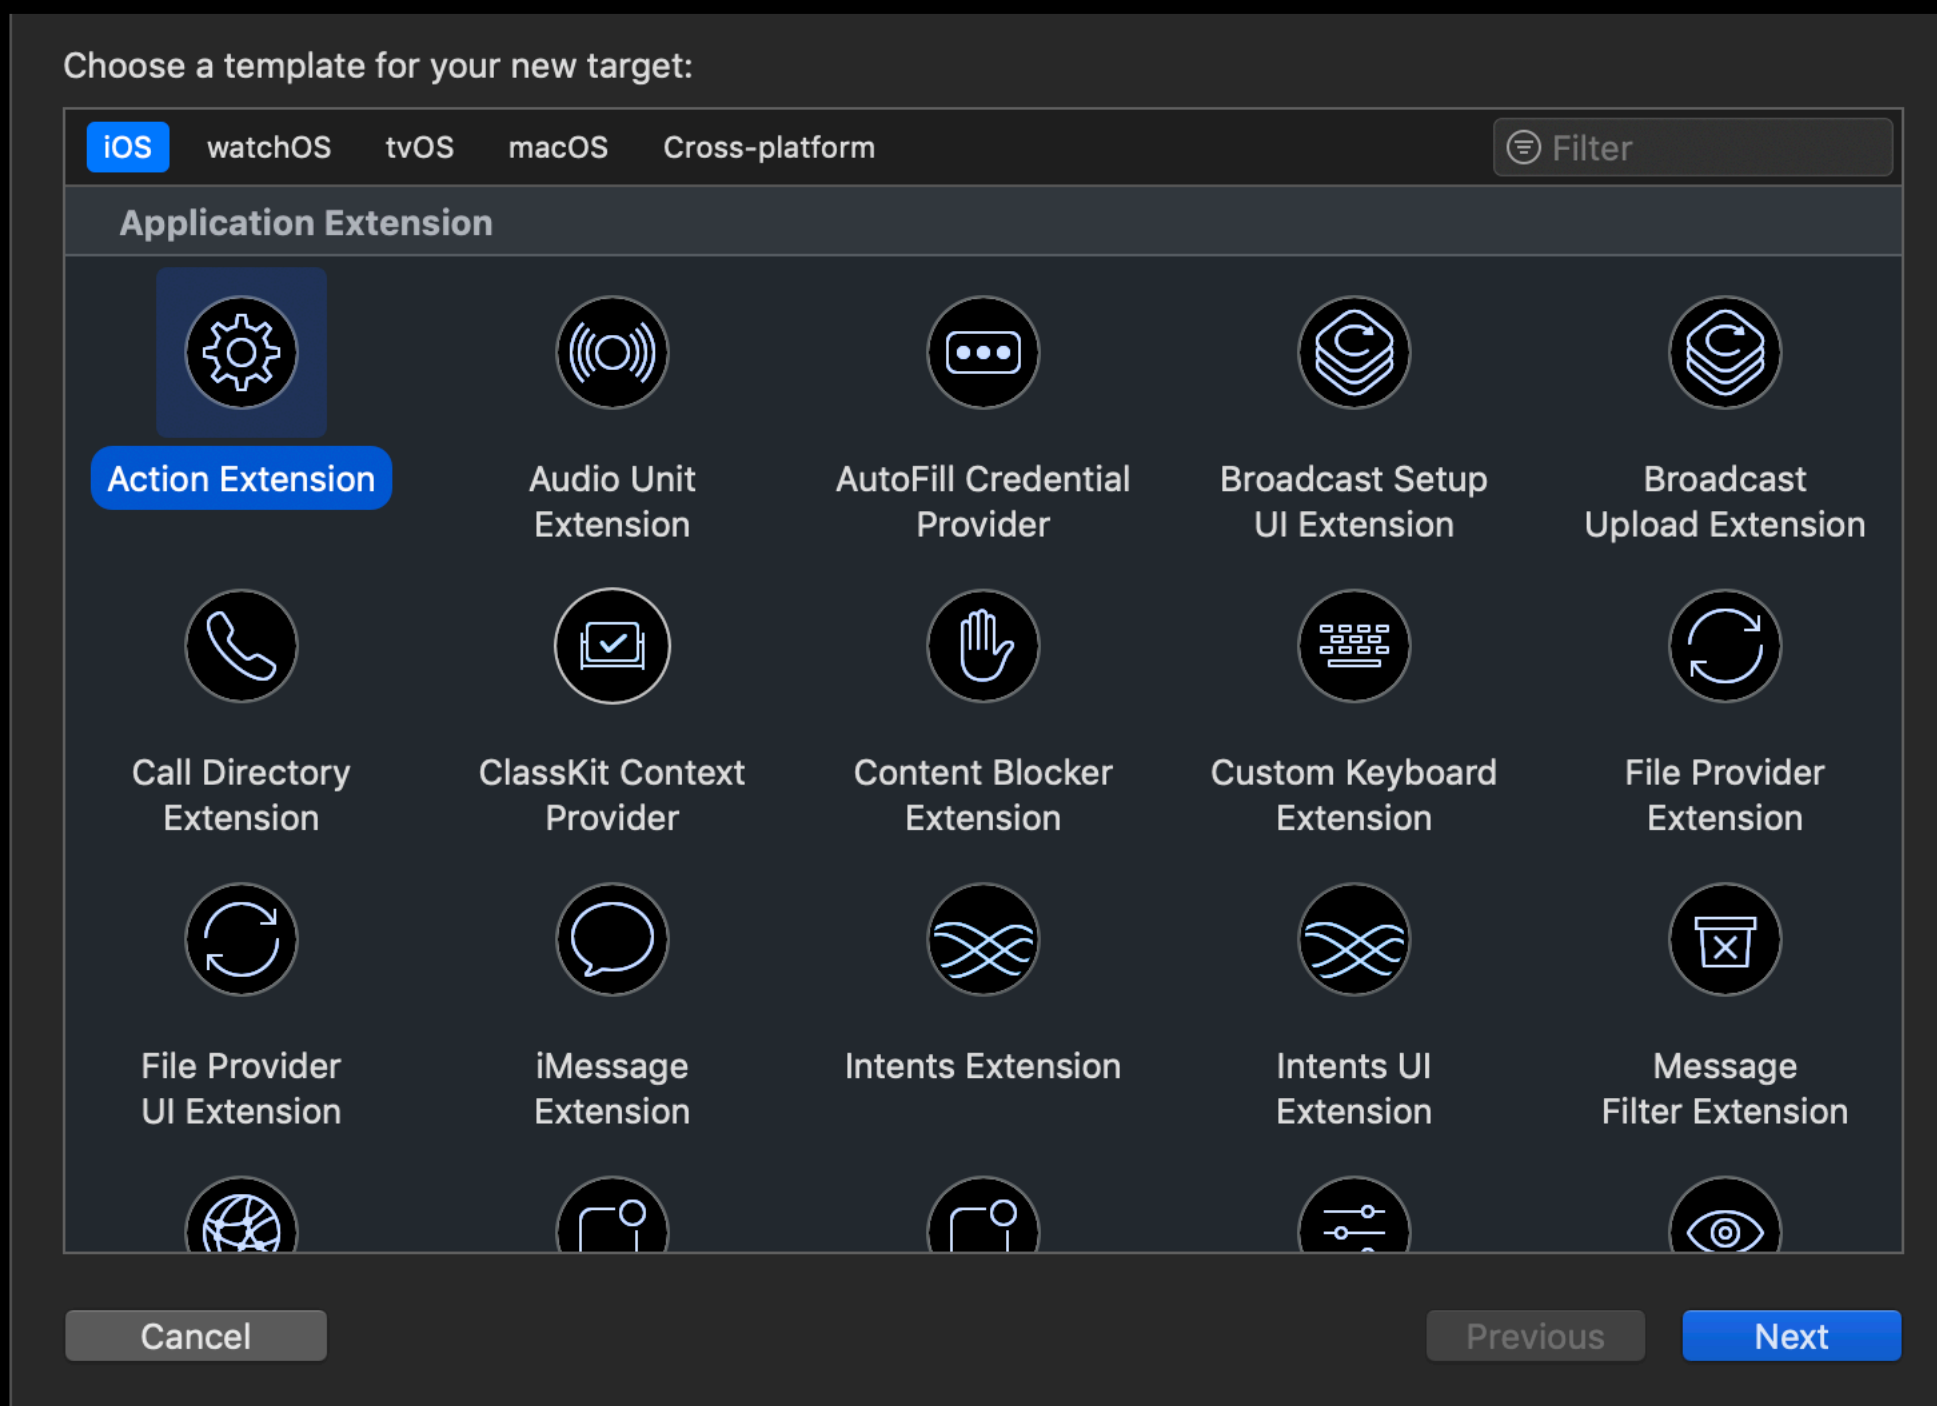 Choose a template for your new target:
iOS watchOS tvOS macOS Cross-platform Filter
Application Extension
Action Extension
Audio Unit
Extension
AutoFill Credential
Provider
Broadcast Setup
UI Extension
Broadcast
Upload Extension
Call Directory
Extension
ClassKit Context
Provider
Content Blocker
Extension
Custom Keyboard
Extension
File Provider
Extension
File Provider
UI Extension
iMessage
Extension
Intents Extension
Intents UI
Extension
Message
Filter Extension
Cancel Previous Next